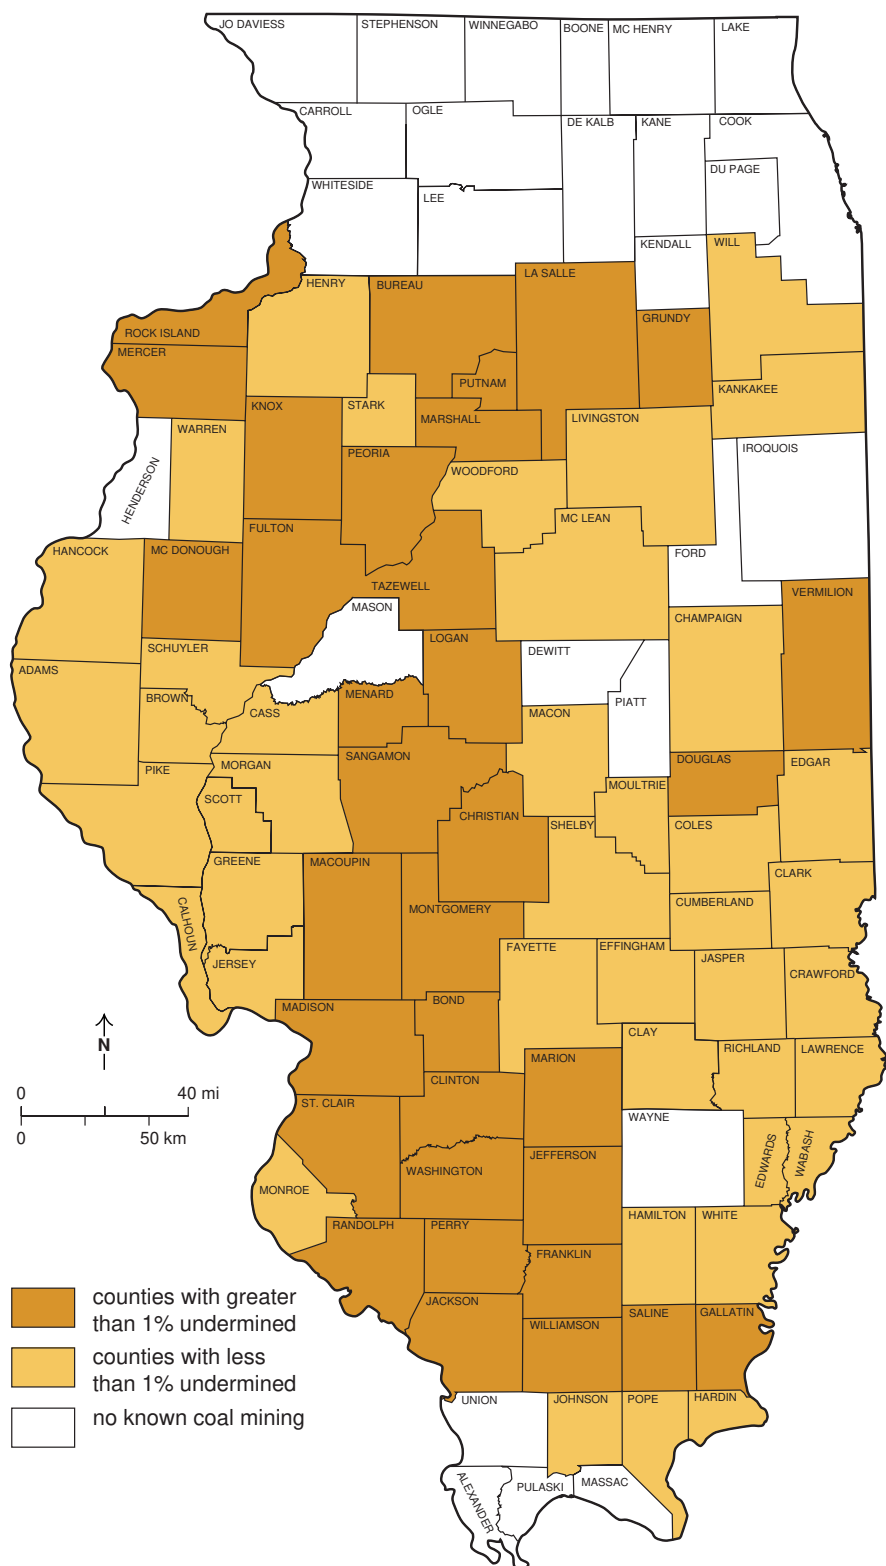 JO DAVIESS
STEPHENSON
WINNEGABO
BOONE
MC HENRY
LAKE
CARROLL
OGLE
DE KALB
KANE
COOK
DU PAGE
WHITESIDE
LEE
KENDALL
WILL
HENRY
BUREAU
LA SALLE
GRUNDY
ROCK ISLAND
MERCER
PUTNAM
KANKAKEE
KNOX
STARK
MARSHALL
LIVINGSTON
WARREN
PEORIA
IROQUOIS
HENDERSON
WOODFORD
MC LEAN
FULTON
HANCOCK
MC DONOUGH
FORD
TAZEWELL
VERMILION
MASON
CHAMPAIGN
LOGAN
SCHUYLER
DEWITT
ADAMS
BROWN
MENARD
PIATT
CASS
MACON
SANGAMON
DOUGLAS
EDGAR
PIKE
MORGAN
MOULTRIE
SCOTT
CHRISTIAN
SHELBY
COLES
GREENE
MACOUPIN
CLARK
CALHOUN
MONTGOMERY
CUMBERLAND
JERSEY
FAYETTE
EFFINGHAM
JASPER
CRAWFORD
MADISON
BOND
CLAY
RICHLAND
LAWRENCE
N
MARION
0 40 mi
CLINTON
ST. CLAIR
WAYNE
0 50 km
WASHINGTON
JEFFERSON
EDWARDS
WABASH
MONROE
RANDOLPH
PERRY
HAMILTON
WHITE
FRANKLIN
JACKSON
WILLIAMSON
SALINE
GALLATIN
counties with greater
than 1% undermined
counties with less
than 1% undermined
no known coal mining
UNION
JOHNSON
POPE
HARDIN
ALEXANDER
PULASKI
MASSAC